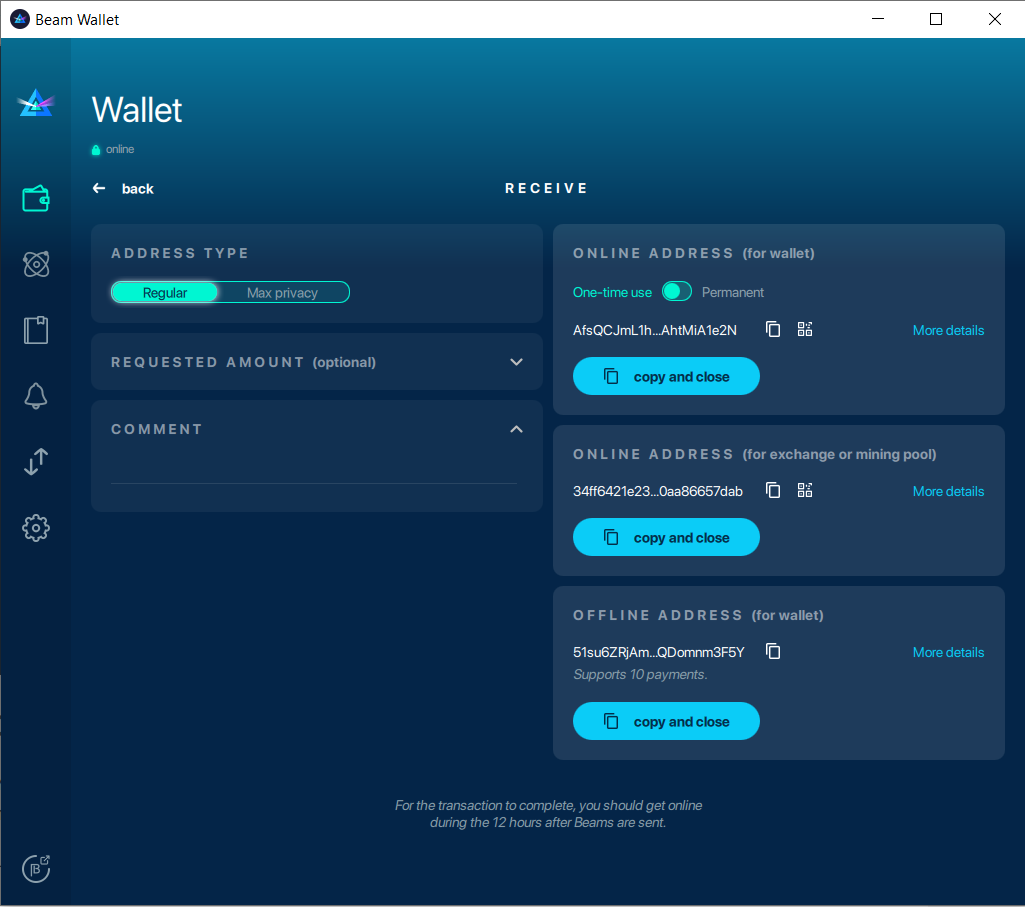 Beam Wallet
Wallet
online
back
RECEIVE
ADDRESS TYPE
Regular
Max privacy
REQUESTED AMOUNT (optional)
COMMENT
ONLINE ADDRESS (for wallet)
One-time use
Permanent
AfsQCJmL1h...AhtMiA1e2N
More details
copy and close
ONLINE ADDRESS (for exchange or mining pool)
34ff6421e23...0aa86657dab
More details
copy and close
OFFLINE ADDRESS (for wallet)
51su6ZRjAm...QDomnm3F5Y
More details
Supports 10 payments.
copy and close
For the transaction to complete, you should get online
during the 12 hours after Beams are sent.